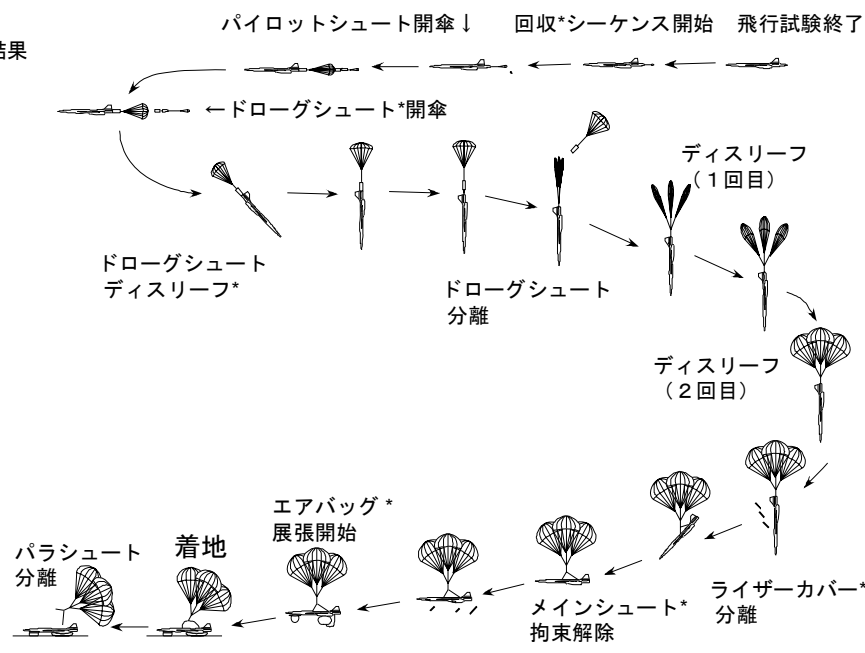 パイロットシュート開傘↓
回収*シーケンス開始
飛行試験終了
結果
←ドローグシュート*開傘
ディスリーフ
(1回目)
ドローグシュート
ディスリーフ*
ドローグシュート
分離
ディスリーフ
(2回目)
エアバッグ*
展張開始
着地
パラシュート
分離
メインシュート*
拘束解除
ライザーカバー*
分離